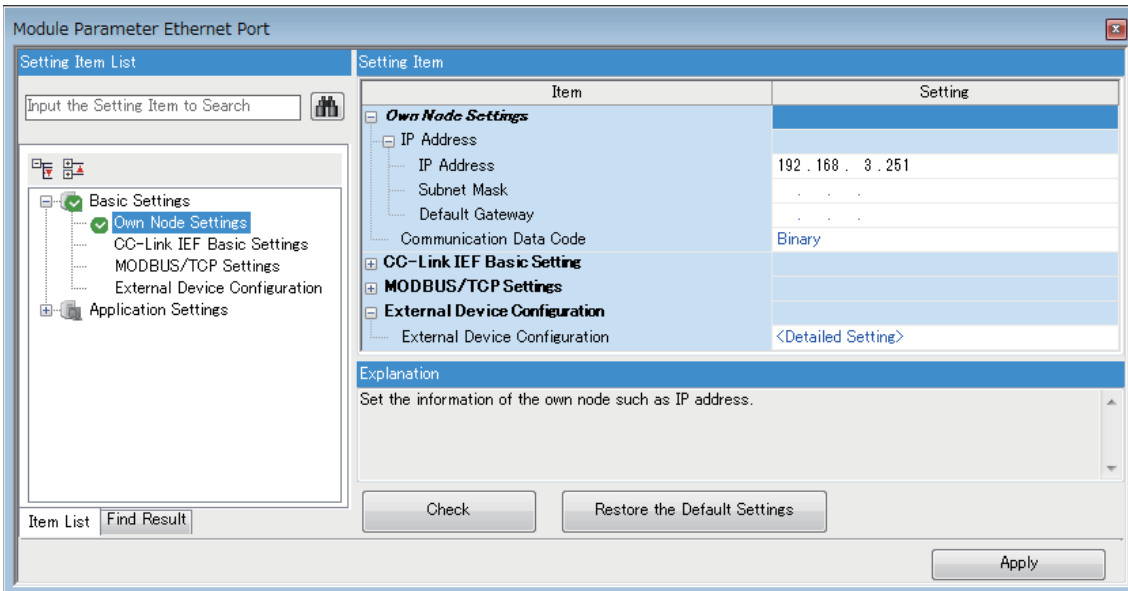 Module Parameter Ethernet Port
Setting Item List
Input the Setting Item to Search
Basic Settings
Own Node Settings
CC-Link IEF Basic Settings
MODBUS/TCP Settings
External Device Configuration
Application Settings
Item List
Find Result
Setting Item
Item Setting
Own Node Settings
IP Address
IP Address 192 . 168 . 3 . 251
Subnet Mask . . .
Default Gateway . . .
Communication Data Code Binary
CC-Link IEF Basic Setting
MODBUS/TCP Settings
External Device Configuration
External Device Configuration <Detailed Setting>
Explanation
Set the information of the own node such as IP address.
Check
Restore the Default Settings
Apply